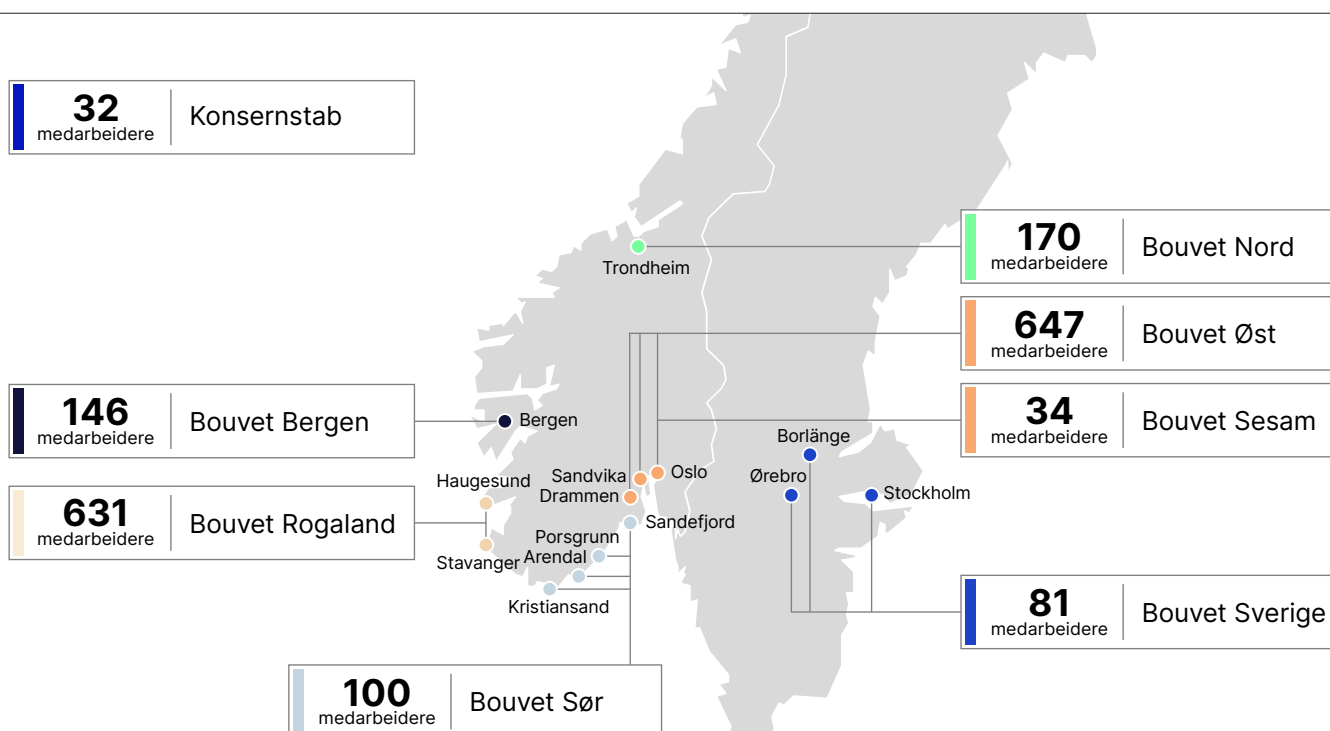 32
medarbeidere
Konsernstab
170
medarbeidere
Bouvet Nord
Trondheim
647
medarbeidere
Bouvet Øst
146
medarbeidere
Bouvet Bergen
Bergen
34
medarbeidere
Bouvet Sesam
Borlänge
Ørebro
Stockholm
Haugesund
Sandvika
Oslo
Drammen
631
medarbeidere
Bouvet Rogaland
Sandefjord
Porsgrunn
Stavanger
Arendal
Kristiansand
81
medarbeidere
Bouvet Sverige
100
medarbeidere
Bouvet Sør